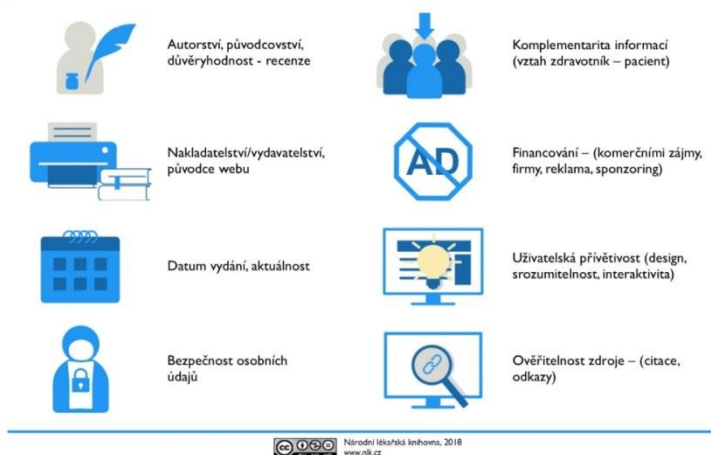 Autorství, původcovství,
důvěryhodnost - recenze
Nakladatelství/vydavatelství,
původce webu
Datum vydání, aktuálnost
Bezpečnost osobních
údajů
Komplementarita informací
(vztah zdravotník – pacient)
AD
Financování – (komerčními zájmy,
firmy, reklama, sponzoring)
Uživatelská přívětivost (design,
srozumitelnost, interaktivita)
Ověřitelnost zdroje – (citace,
odkazy)
cc
Národní lékařská knihovna, 2018
www.nlk.cz